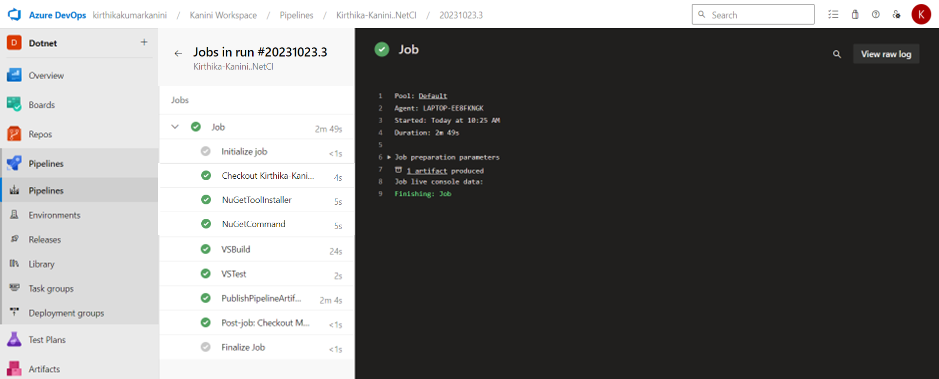 Azure DevOps kirthikakumarkanini / Kanini Workspace / Pipelines / Kirthika-Kanini..NetCI / 20231023.3
Search
K
D Dotnet +
Overview
Boards
Repos
Pipelines
Pipelines
Environments
Releases
Library
Task groups
Deployment groups
Test Plans
Artifacts
← Jobs in run #20231023.3
Kirthika-Kanini..NetCI
Jobs
Job 2m 49s
Initialize job <1s
Checkout Kirthika-Kani... 4s
NuGetToolInstaller 5s
NuGetCommand 5s
VSBuild 24s
VSTest 2s
PublishPipelineArtif... 2m 4s
Post-job: Checkout M... <1s
Finalize Job <1s
Job
View raw log
1 Pool: Default
2 Agent: LAPTOP-EE8FKNGK
3 Started: Today at 10:25 AM
4 Duration: 2m 49s
5
6 Job preparation parameters
7 1 artifact produced
8 Job live console data:
9 Finishing: Job